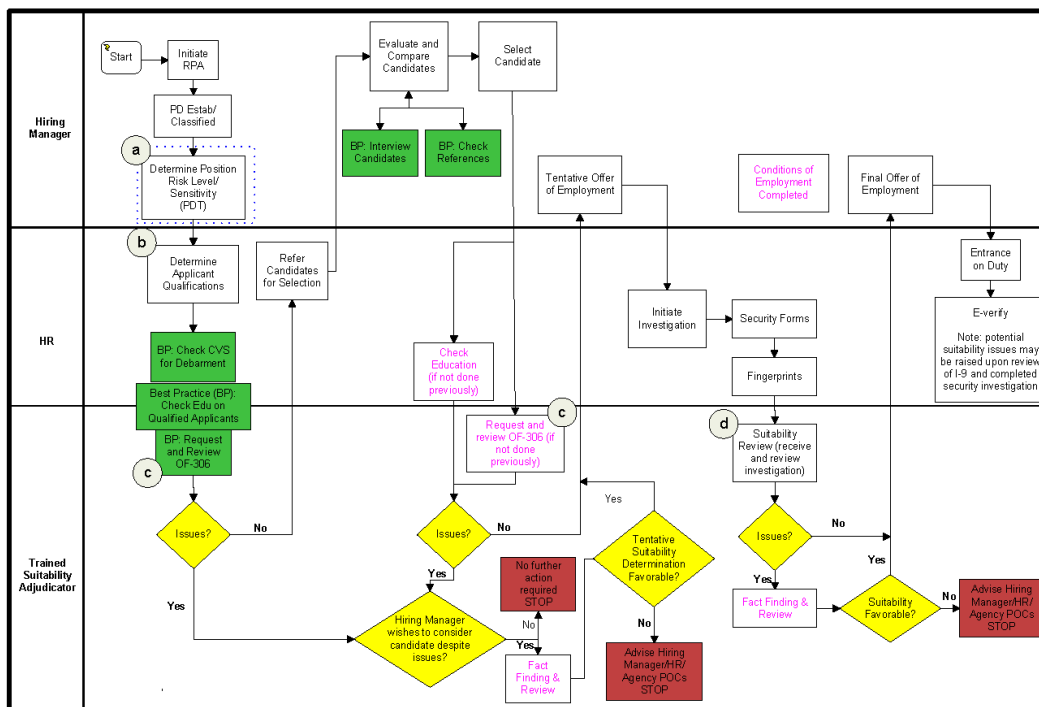 Hiring
Manager
Start
Initiate
RPA
PD Estab/
Classified
a
Determine Position
Risk Level/
Sensitivity
(PDT)
Evaluate and
Compare
Candidates
Select
Candidate
BP: Interview
Candidates
BP: Check
References
Tentative Offer
of Employment
Conditions of
Employment
Completed
Final Offer of
Employment
HR
b
Determine
Applicant
Qualifications
Refer
Candidates
for Selection
BP: Check CVS
for Debarment
Best Practice (BP):
Check Edu on
Qualified Applicants
Check
Education
(if not done
previously)
Initiate
Investigation
Security Forms
Fingerprints
Entrance
on Duty
E-verify
Note: potential
suitability issues may
be raised upon review
of I-9 and completed
security investigation
Trained
Suitability
Adjudicator
BP: Request
and Review
OF-306
c
Issues?
No
Yes
c
Request and
review OF-306 (if
not done
previously)
Issues?
No
Yes
Hiring Manager
wishes to consider
candidate despite
issues?
No further
action
required
STOP
No
Yes
Fact
Finding &
Review
Yes
Tentative
Suitability
Determination
Favorable?
No
Advise Hiring
Manager/HR/
Agency POCs
STOP
d
Suitability
Review (receive
and review
investigation)
Issues?
No
Yes
Fact Finding &
Review
Yes
Suitability
Favorable?
No
Advise Hiring
Manager/HR/
Agency POCs
STOP